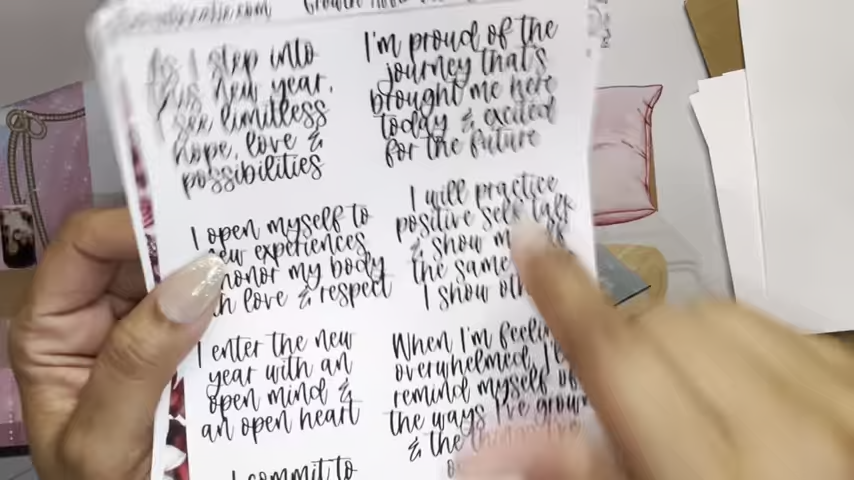 As I step into
this new year,
I see limitless
hope, love &
possibilities
I'm proud of the
journey that's
brought me here
today & excited
for the future
I open myself to
new experiences
honor my body
with love & respect
I will practice
positive self talk
& show
the same
I show
I enter the new
year with an
open mind &
an open heart
When I'm feeling
overwhelmed, I
remind myself of
the ways I've grown
& the
I commit to